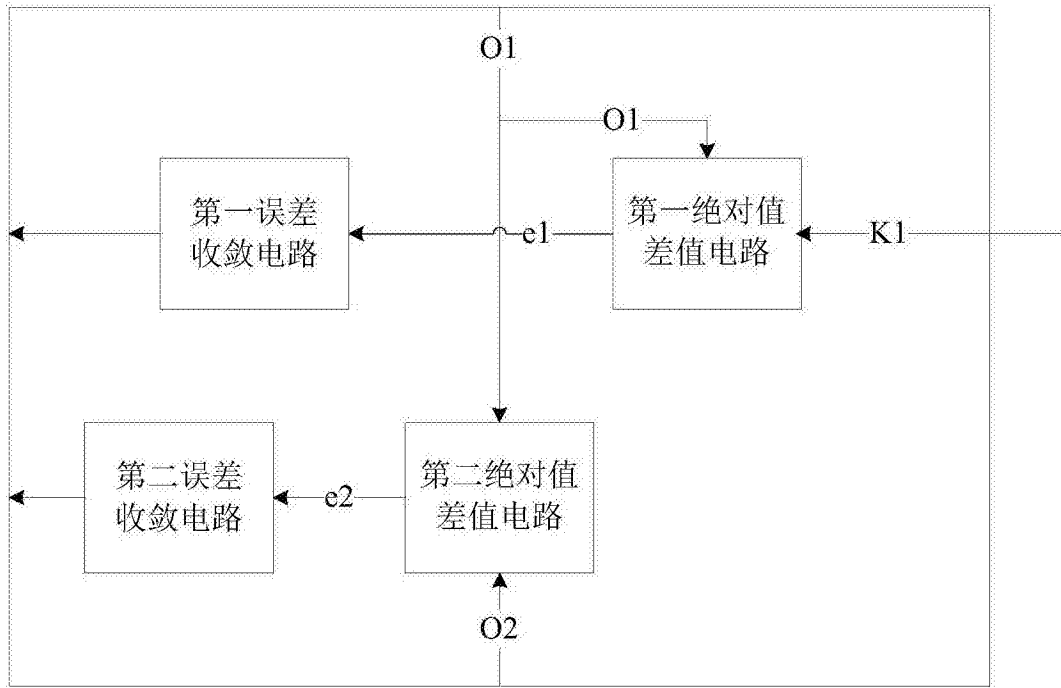 O1
O1
第一误差
收敛电路
e1
第一绝对值
差值电路
K1
第二误差
收敛电路
e2
第二绝对值
差值电路
O2